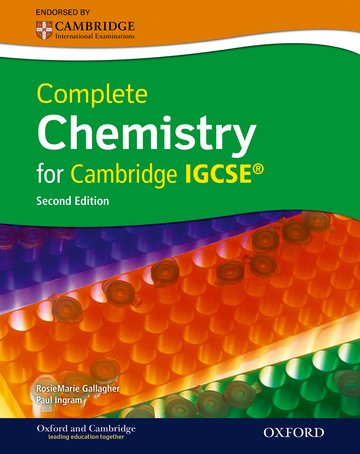 ENDORSED BY
CAMBRIDGE
International Examinations
Complete
Chemistry
for Cambridge IGCSE®
Second Edition
RosieMarie Gallagher
Paul Ingram
Oxford and Cambridge
leading education together
OXFORD